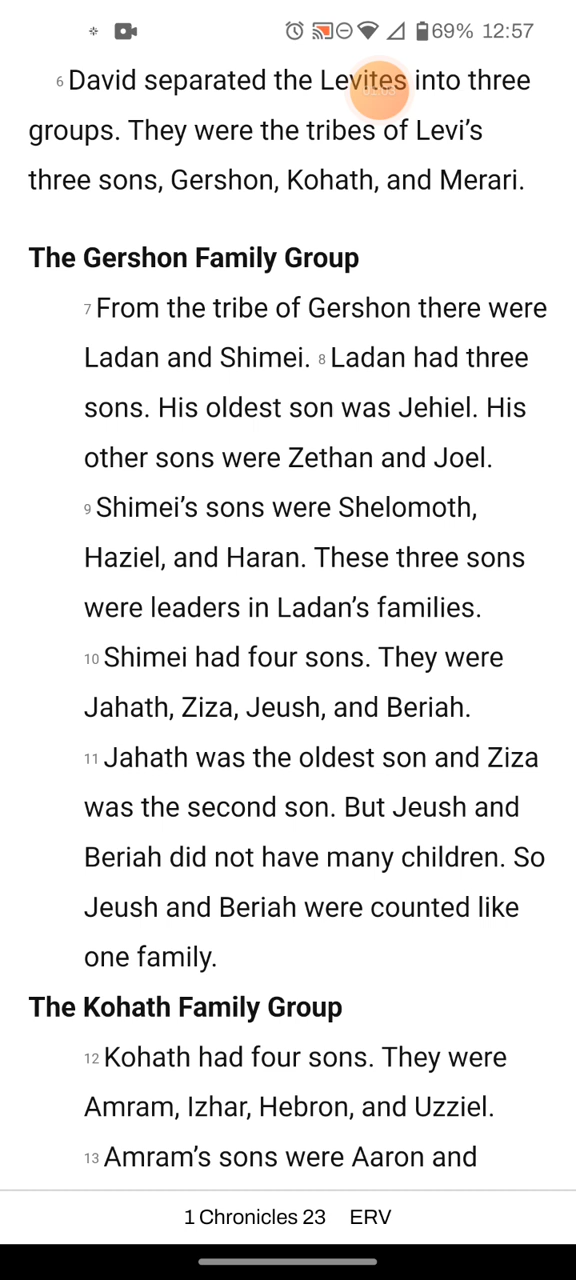 69% 12:57
6 David separated the Levites into three
groups. They were the tribes of Levi’s
three sons, Gershon, Kohath, and Merari.
The Gershon Family Group
7 From the tribe of Gershon there were
Ladan and Shimei. 8 Ladan had three
sons. His oldest son was Jehiel. His
other sons were Zethan and Joel.
9 Shimei’s sons were Shelomoth,
Haziel, and Haran. These three sons
were leaders in Ladan’s families.
10 Shimei had four sons. They were
Jahath, Ziza, Jeush, and Beriah.
11 Jahath was the oldest son and Ziza
was the second son. But Jeush and
Beriah did not have many children. So
Jeush and Beriah were counted like
one family.
The Kohath Family Group
12 Kohath had four sons. They were
Amram, Izhar, Hebron, and Uzziel.
13 Amram’s sons were Aaron and
1 Chronicles 23 ERV